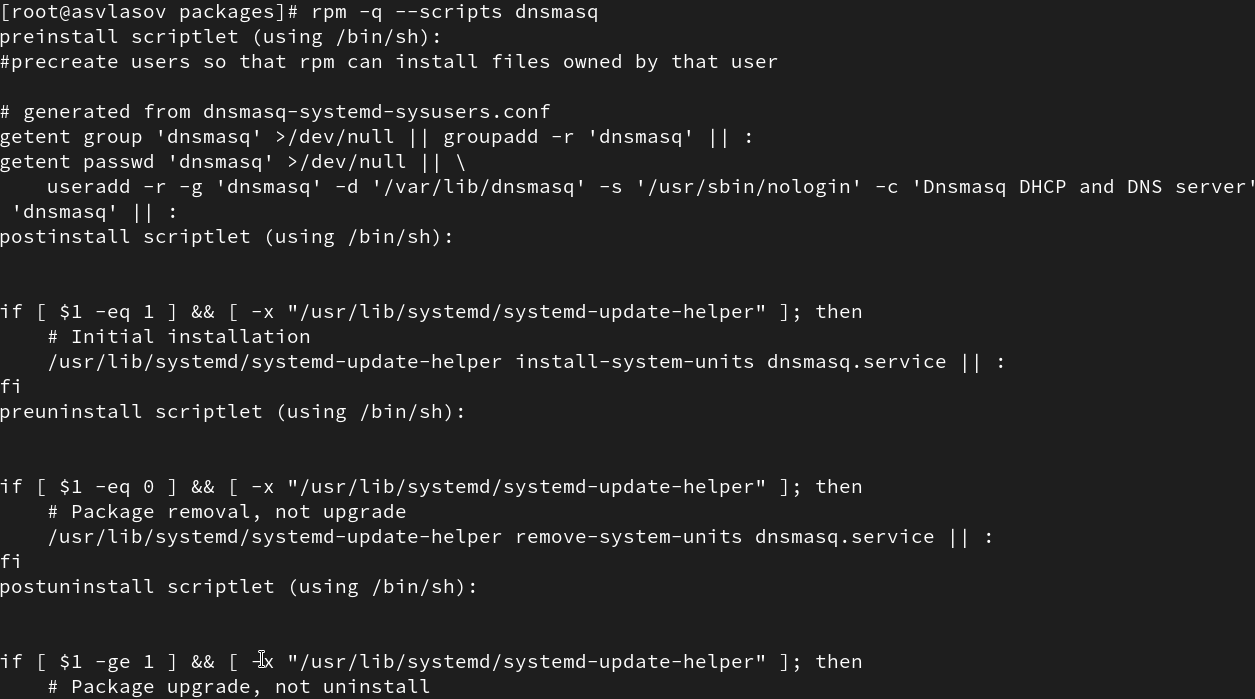 [root@asvlasov packages]# rpm -q --scripts dnsmasq
preinstall scriptlet (using /bin/sh):
#precreate users so that rpm can install files owned by that user

# generated from dnsmasq-systemd-sysusers.conf
getent group 'dnsmasq' >/dev/null || groupadd -r 'dnsmasq' || :
getent passwd 'dnsmasq' >/dev/null || \
    useradd -r -g 'dnsmasq' -d '/var/lib/dnsmasq' -s '/usr/sbin/nologin' -c 'Dnsmasq DHCP and DNS server'
 'dnsmasq' || :
postinstall scriptlet (using /bin/sh):


if [ $1 -eq 1 ] && [ -x "/usr/lib/systemd/systemd-update-helper" ]; then
    # Initial installation
    /usr/lib/systemd/systemd-update-helper install-system-units dnsmasq.service || :
fi
preuninstall scriptlet (using /bin/sh):


if [ $1 -eq 0 ] && [ -x "/usr/lib/systemd/systemd-update-helper" ]; then
    # Package removal, not upgrade
    /usr/lib/systemd/systemd-update-helper remove-system-units dnsmasq.service || :
fi
postuninstall scriptlet (using /bin/sh):


if [ $1 -ge 1 ] && [ -x "/usr/lib/systemd/systemd-update-helper" ]; then
    # Package upgrade, not uninstall